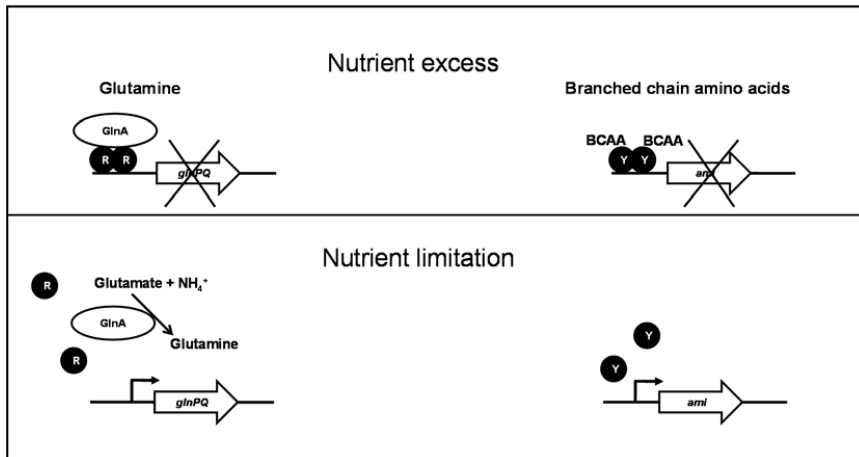 Nutrient excess
Glutamine
Branched chain amino acids
GlnA
BCAA BCAA
R R
glnPQ
Y Y
ami
Nutrient limitation
R
Glutamate + NH₄⁺
GlnA
Glutamine
R
glnPQ
Y
Y
ami